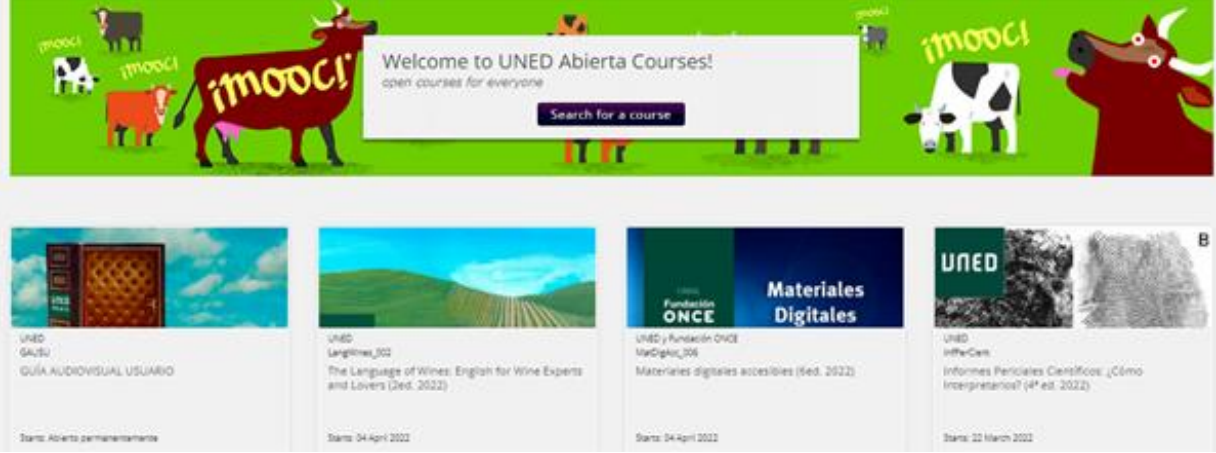 ¡mooc!
¡mooc!
¡mooc!
¡mooc!
¡mooc!
Welcome to UNED Abierta Courses!
open courses for everyone
Search for a course
UNED
UNED
GAUSU
GUÍA AUDIOVISUAL USUARIO
Starts: Abierto permanentemente
UNED
LangWines_002
The Language of Wines: English for Wine Experts
and Lovers (2ed. 2022)
Starts: 04 April 2022
Fundación
ONCE
Materiales
Digitales
UNED y Fundación ONCE
MatDigAcc_006
Materiales digitales accesibles (6ed. 2022)
Starts: 04 April 2022
UNED
B
UNED
InfPerCient
Informes Periciales Científicos: ¿Cómo
Interpretarlos? (4ª ed. 2022)
Starts: 22 March 2022